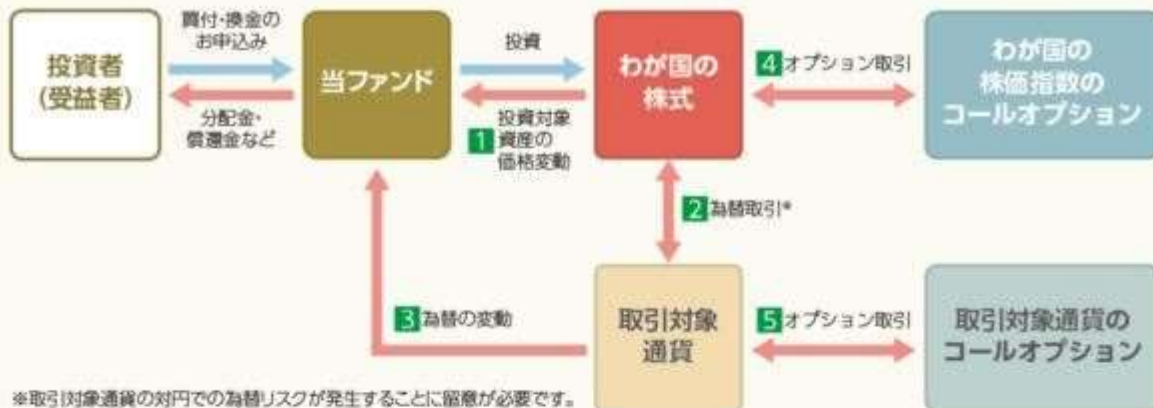 買付・換金の
お申込み
投資者
(受益者)
分配金・
償還金など
当ファンド
投資
1 投資対象
資産の
価格変動
わが国の
株式
4 オプション取引
わが国の
株価指数の
コールオプション
2 為替取引*
3 為替の変動
取引対象
通貨
5 オプション取引
取引対象通貨の
コールオプション
※取引対象通貨の対円での為替リスクが発生することに留意が必要です。